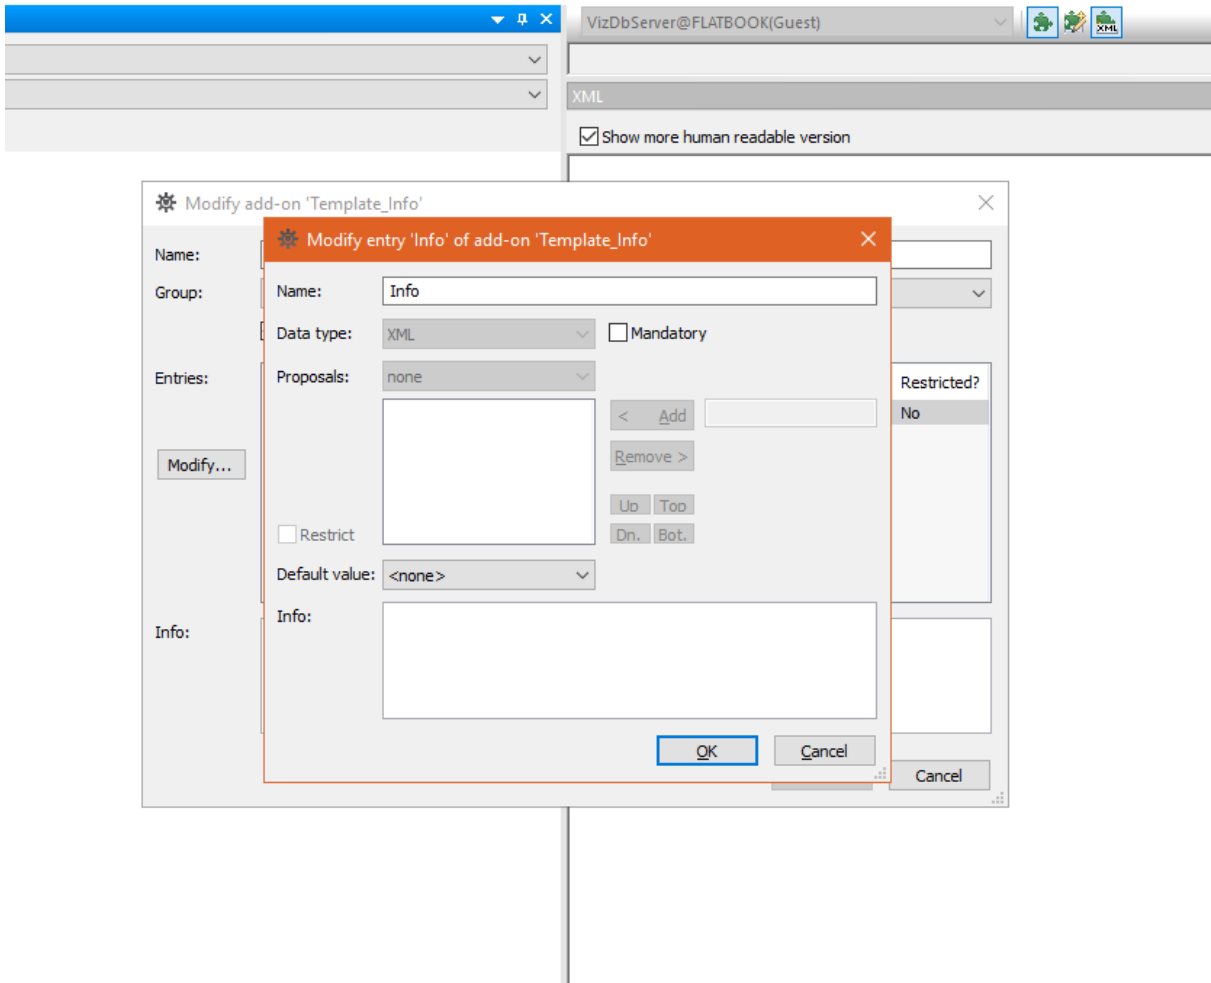 VizDbServer@FLATBOOK(Guest)
XML
XML
Show more human readable version
Modify add-on 'Template_Info'
Modify entry 'Info' of add-on 'Template_Info'
Name:
Group:
Name:
Info
Data type:
XML
Mandatory
Entries:
Proposals:
none
Restricted?
No
< Add
Modify...
Remove >
Up
Top
Restrict
Dn.
Bot.
Default value:
<none>
Info:
Info:
OK
Cancel
Cancel